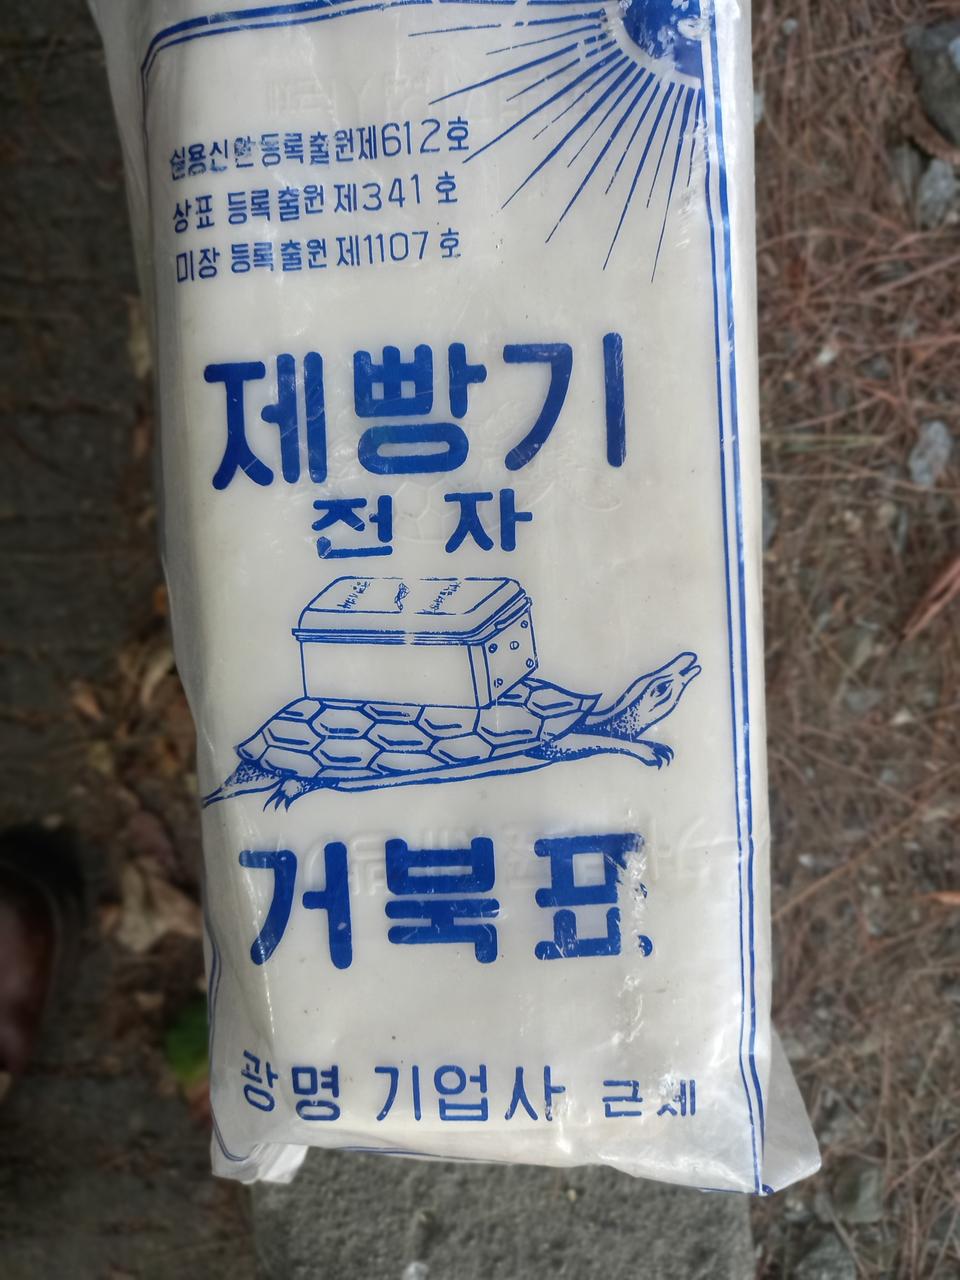 실용신안등록출원제612호
상표 등록출원 제341호
미장 등록출원 제1107호
제빵기
전자
거북표
광명 기업사 근제